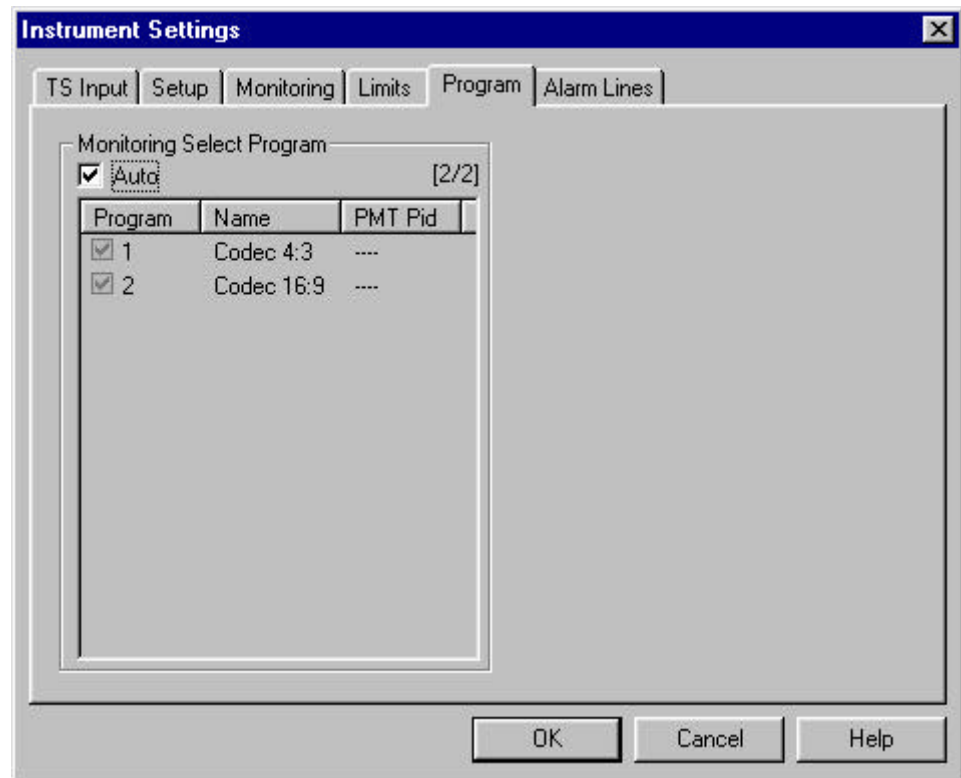 Instrument Settings
TS Input Setup Monitoring Limits Program Alarm Lines
Monitoring Select Program
Auto [2/2]
Program Name PMT Pid
1 Codec 4:3 ----
2 Codec 16:9 ----
OK Cancel Help